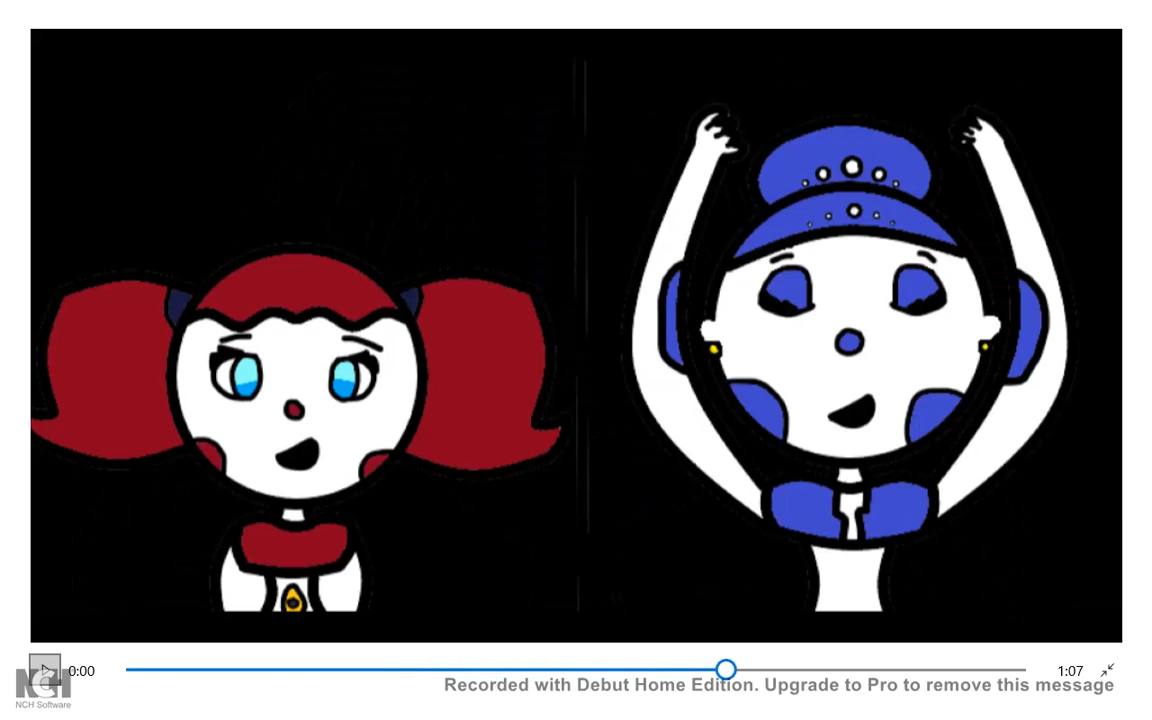 0:00
1:07
Recorded with Debut Home Edition. Upgrade to Pro to remove this message
NCH
NCH Software